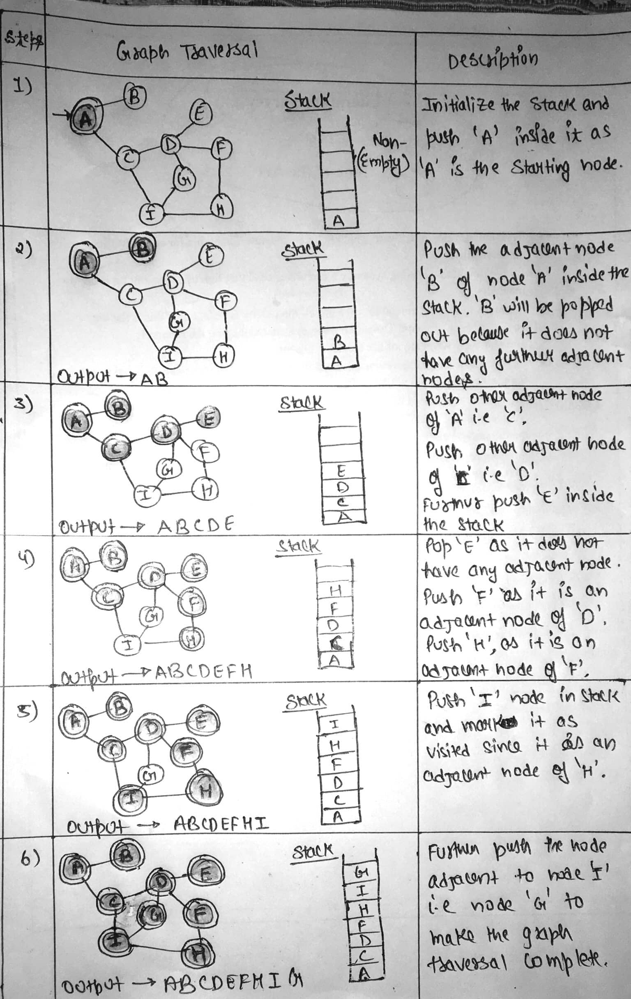 Steps
Graph Traversal
Description
1)
A
B
E
D
F
C
G
I
H
Stack
Non-
(Empty)
A
Initialize the Stack and
push 'A' inside it as
'A' is the Starting node.
2)
A
B
E
D
C
F
G
I
H
Output → AB
Stack
B
A
Push the adjacent node
'B' of node 'A' inside the
Stack. 'B' will be popped
out because it does not
have any further adjacent
nodes.
3)
A
B
E
D
C
F
G
I
H
Output → ABCDE
Stack
E
D
C
A
Push other adjacent node
of 'A' i.e 'C'.
Push other adjacent node
of 'C' i.e 'D'.
Further push 'E' inside
the Stack
4)
A
B
D
E
C
F
G
I
H
Output → ABCDEFH
Stack
H
F
D
C
A
Pop 'E' as it does not
have any adjacent node.
Push 'F' as it is an
adjacent node of 'D'.
Push 'H', as it is an
adjacent node of 'F'.
5)
A
B
D
E
C
F
G
I
H
Output → ABCDEFHI
Stack
I
H
F
D
C
A
Push 'I' node in Stack
and mark it as
visited since it is an
adjacent node of 'H'.
6)
A
B
D
E
C
G
F
I
H
Output → ABCDEFHIG
Stack
G
I
H
F
D
C
A
Further push the node
adjacent to node 'I'
i.e node 'G' to
make the graph
traversal complete.